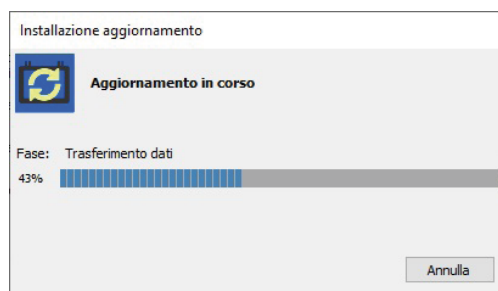 Installazione aggiornamento
Aggiornamento in corso
Fase: Trasferimento dati
43%
Annulla